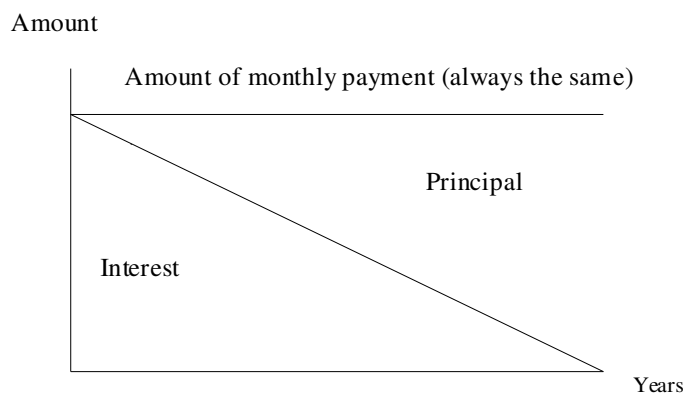 Amount
Amount of monthly payment (always the same)
Principal
Interest
Years